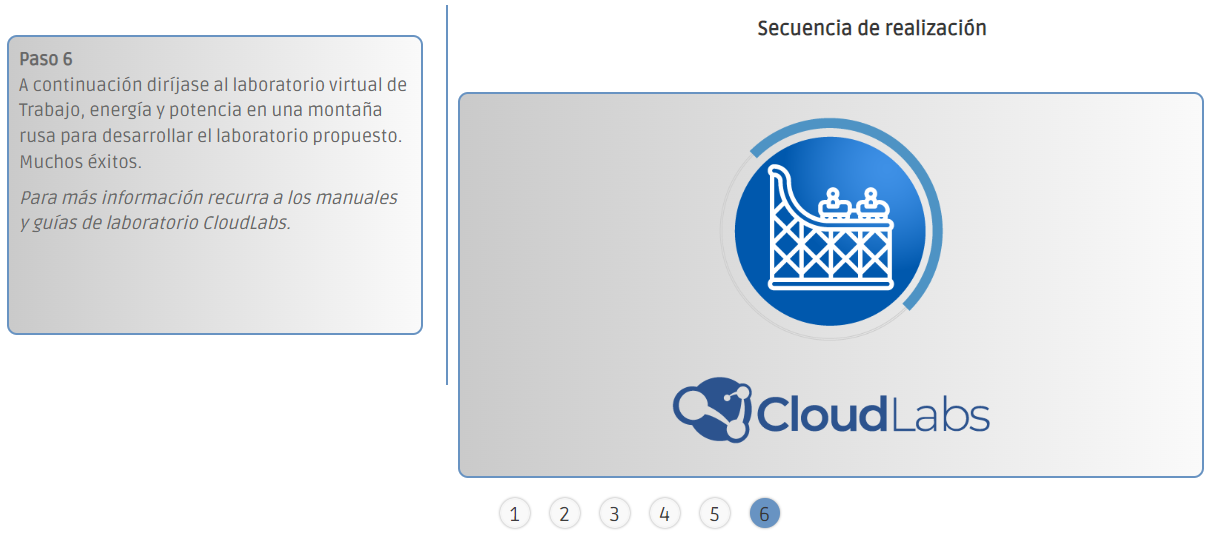 Paso 6
A continuación diríjase al laboratorio virtual de
Trabajo, energía y potencia en una montaña
rusa para desarrollar el laboratorio propuesto.
Muchos éxitos.
Para más información recurra a los manuales
y guías de laboratorio CloudLabs.
Secuencia de realización
CloudLabs
1 2 3 4 5 6